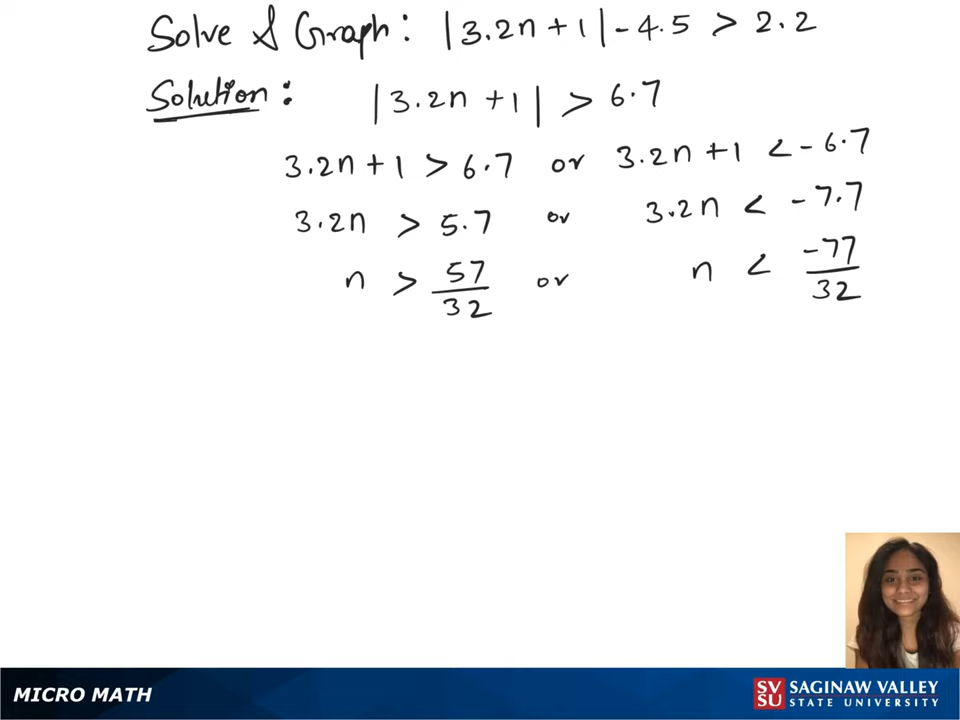 Solve & Graph: |3.2n + 1| - 4.5 > 2.2
Solution: |3.2n + 1| > 6.7
3.2n + 1 > 6.7 or 3.2n + 1 < - 6.7
3.2n > 5.7 or 3.2n < - 7.7
n > 57/32 or n < -77/32
MICRO MATH
SV SU SAGINAW VALLEY
STATE UNIVERSITY